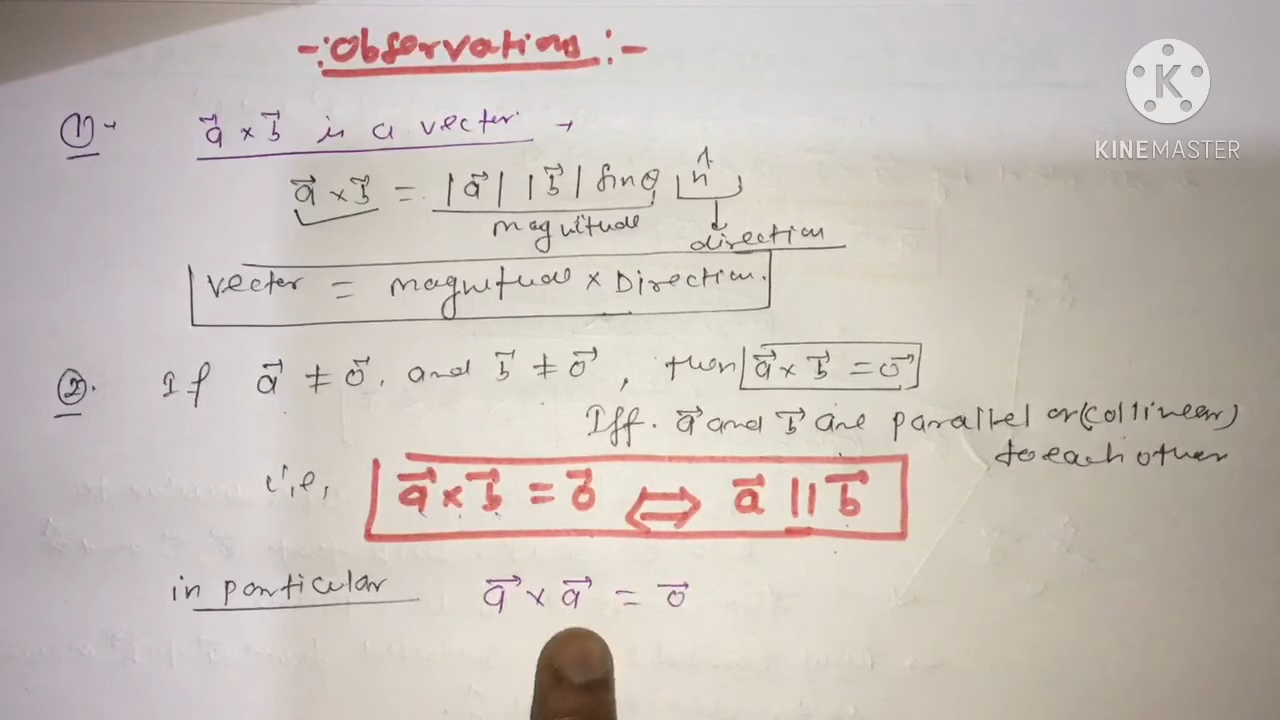 -: Observations :-
K
KINEMASTER
① a⃗ × b⃗ is a vector. →
a⃗ × b⃗ = |a⃗| |b⃗| sinθ n̂
magnitude
direction
vector = magnitude × Direction.
②. If a⃗ ≠ 0⃗, and b⃗ ≠ 0⃗, then a⃗ × b⃗ = 0⃗
Iff. a⃗ and b⃗ are parallel or (collinear)
to each other
i.e, a⃗ × b⃗ = 0⃗ ⇔ a⃗ || b⃗
in particular a⃗ × a⃗ = 0⃗